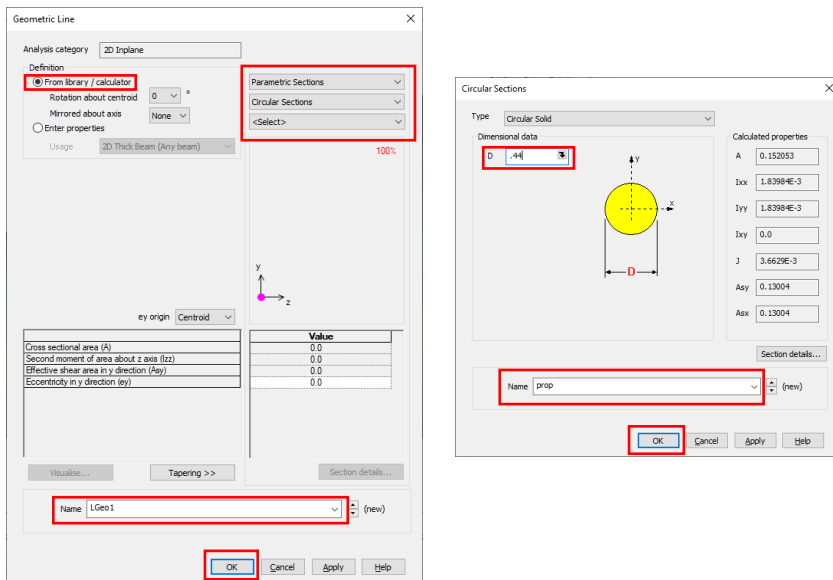 Geometric Line
Analysis category 2D Inplane
Definition
From library / calculator
Rotation about centroid 0 °
Mirrored about axis None
Enter properties
Usage 2D Thick Beam (Any beam)
Parametric Sections
Circular Sections
<Select>
100%
y
z
ey origin Centroid
Value
Cross sectional area (A) 0.0
Second moment of area about z axis (Izz) 0.0
Effective shear area in y direction (Asy) 0.0
Eccentricity in y direction (ey) 0.0
Visualise... Tapering >> Section details...
Name LGeo1 (new)
OK Cancel Apply Help
Circular Sections
Type Circular Solid
Dimensional data
D .44
y
x
D
Calculated properties
A 0.152053
Ixx 1.83984E-3
Iyy 1.83984E-3
Ixy 0.0
J 3.6629E-3
Asy 0.13004
Asx 0.13004
Section details...
Name prop (new)
OK Cancel Apply Help